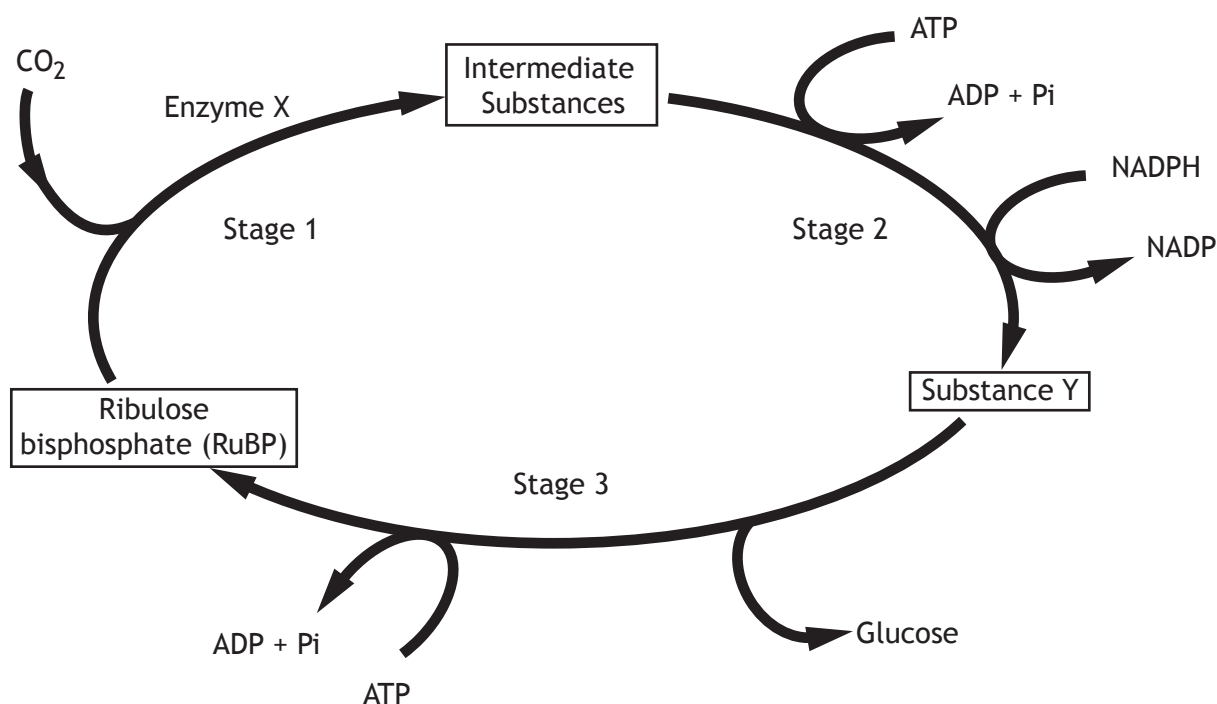 CO₂
Enzyme X
Intermediate
Substances
ATP
ADP + Pi
NADPH
NADP
Stage 1
Stage 2
Substance Y
Ribulose
bisphosphate (RuBP)
Stage 3
ADP + Pi
ATP
Glucose